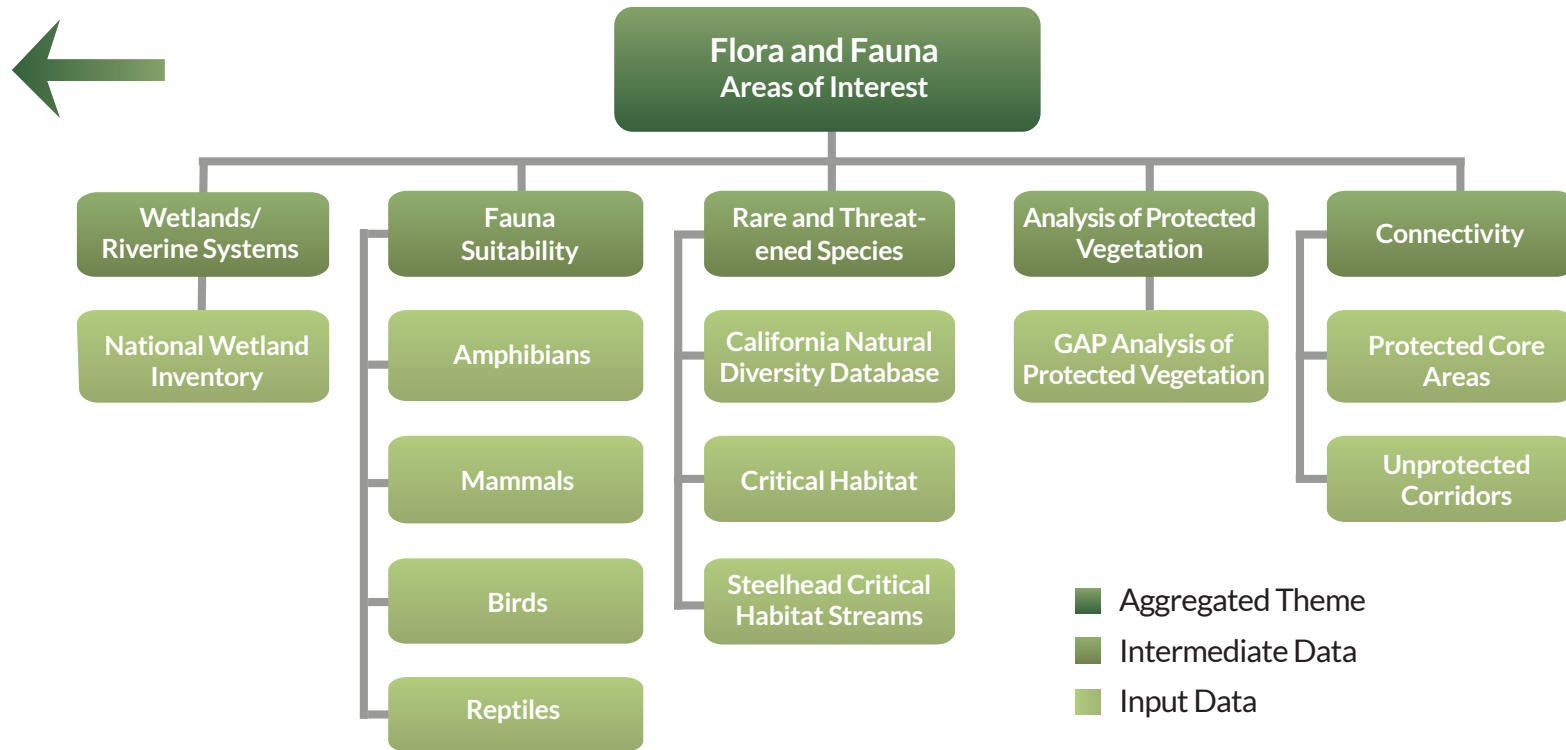 Flora and Fauna
Areas of Interest
Wetlands/
Riverine Systems
National Wetland
Inventory
Fauna
Suitability
Amphibians
Mammals
Birds
Reptiles
Rare and Threat-
ened Species
California Natural
Diversity Database
Critical Habitat
Steelhead Critical
Habitat Streams
Analysis of Protected
Vegetation
GAP Analysis of
Protected Vegetation
Connectivity
Protected Core
Areas
Unprotected
Corridors
Aggregated Theme
Intermediate Data
Input Data